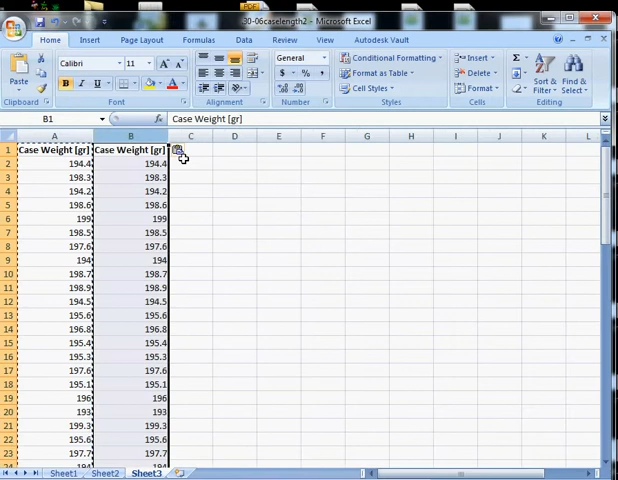 PDF
30-06caselength2 - Microsoft Excel
Home Insert Page Layout Formulas Data Review View Autodesk Vault
Paste
Calibri 11
B I U
General
$ % ,
Conditional Formatting
Format as Table
Cell Styles
Insert
Delete
Format
Σ
Sort & Filter
Find & Select
Clipboard Font Alignment Number Styles Cells Editing
B1 fx Case Weight [gr]
A B C D E F G H I J K L
1 Case Weight [gr] Case Weight [gr]
2 194.4 194.4
3 198.3 198.3
4 194.2 194.2
5 198.6 198.6
6 199 199
7 198.5 198.5
8 197.6 197.6
9 194 194
10 198.7 198.7
11 198.9 198.9
12 194.5 194.5
13 195.6 195.6
14 196.8 196.8
15 195.4 195.4
16 195.3 195.3
17 197.6 197.6
18 195.1 195.1
19 196 196
20 193 193
21 199.3 199.3
22 195.6 195.6
23 197.7 197.7
24 194 194
Sheet1 Sheet2 Sheet3